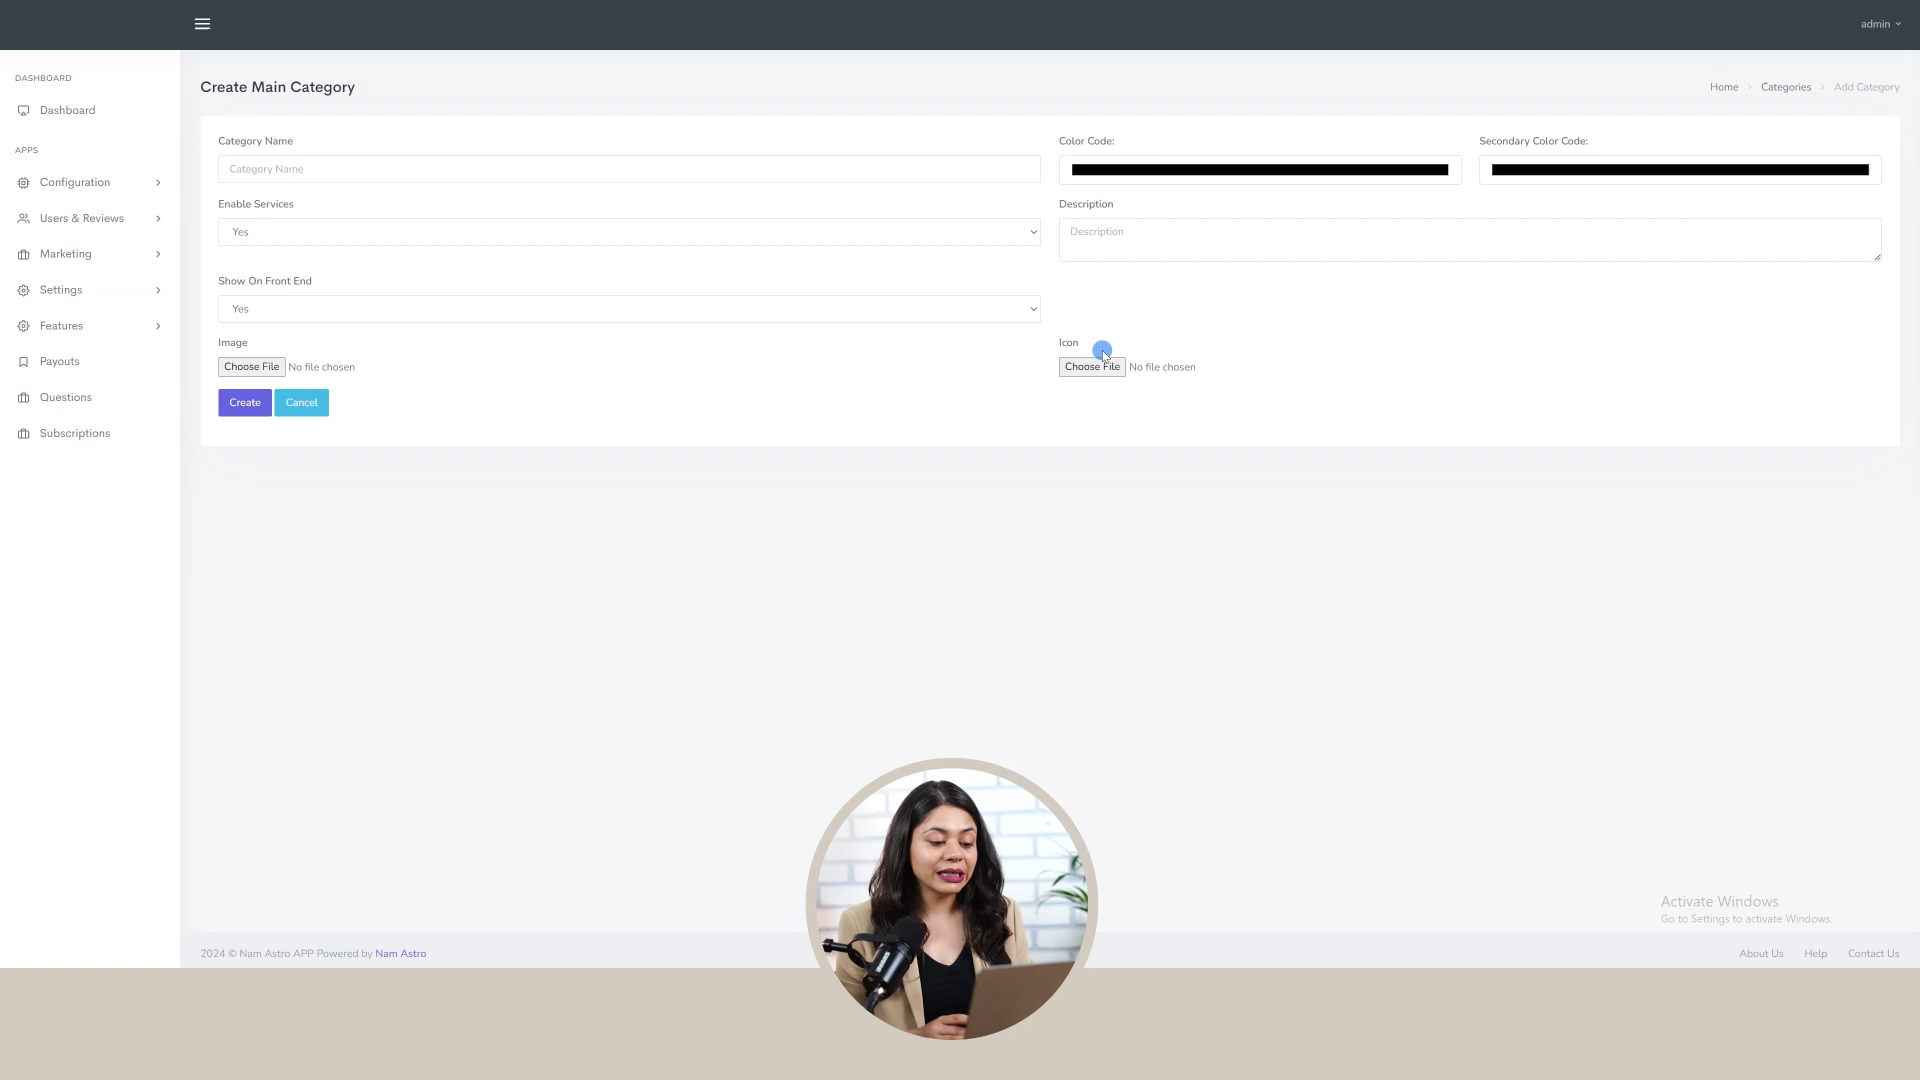 admin
DASHBOARD
Dashboard
APPS
Configuration
Users & Reviews
Marketing
Settings
Features
Payouts
Questions
Subscriptions
Create Main Category
Home > Categories > Add Category
Category Name
Category Name
Color Code:
Secondary Color Code:
Enable Services
Yes
Description
Description
Show On Front End
Yes
Image
Choose File No file chosen
Icon
Choose File No file chosen
Create Cancel
Activate Windows
Go to Settings to activate Windows.
2024 © Nam Astro APP Powered by Nam Astro
About Us Help Contact Us